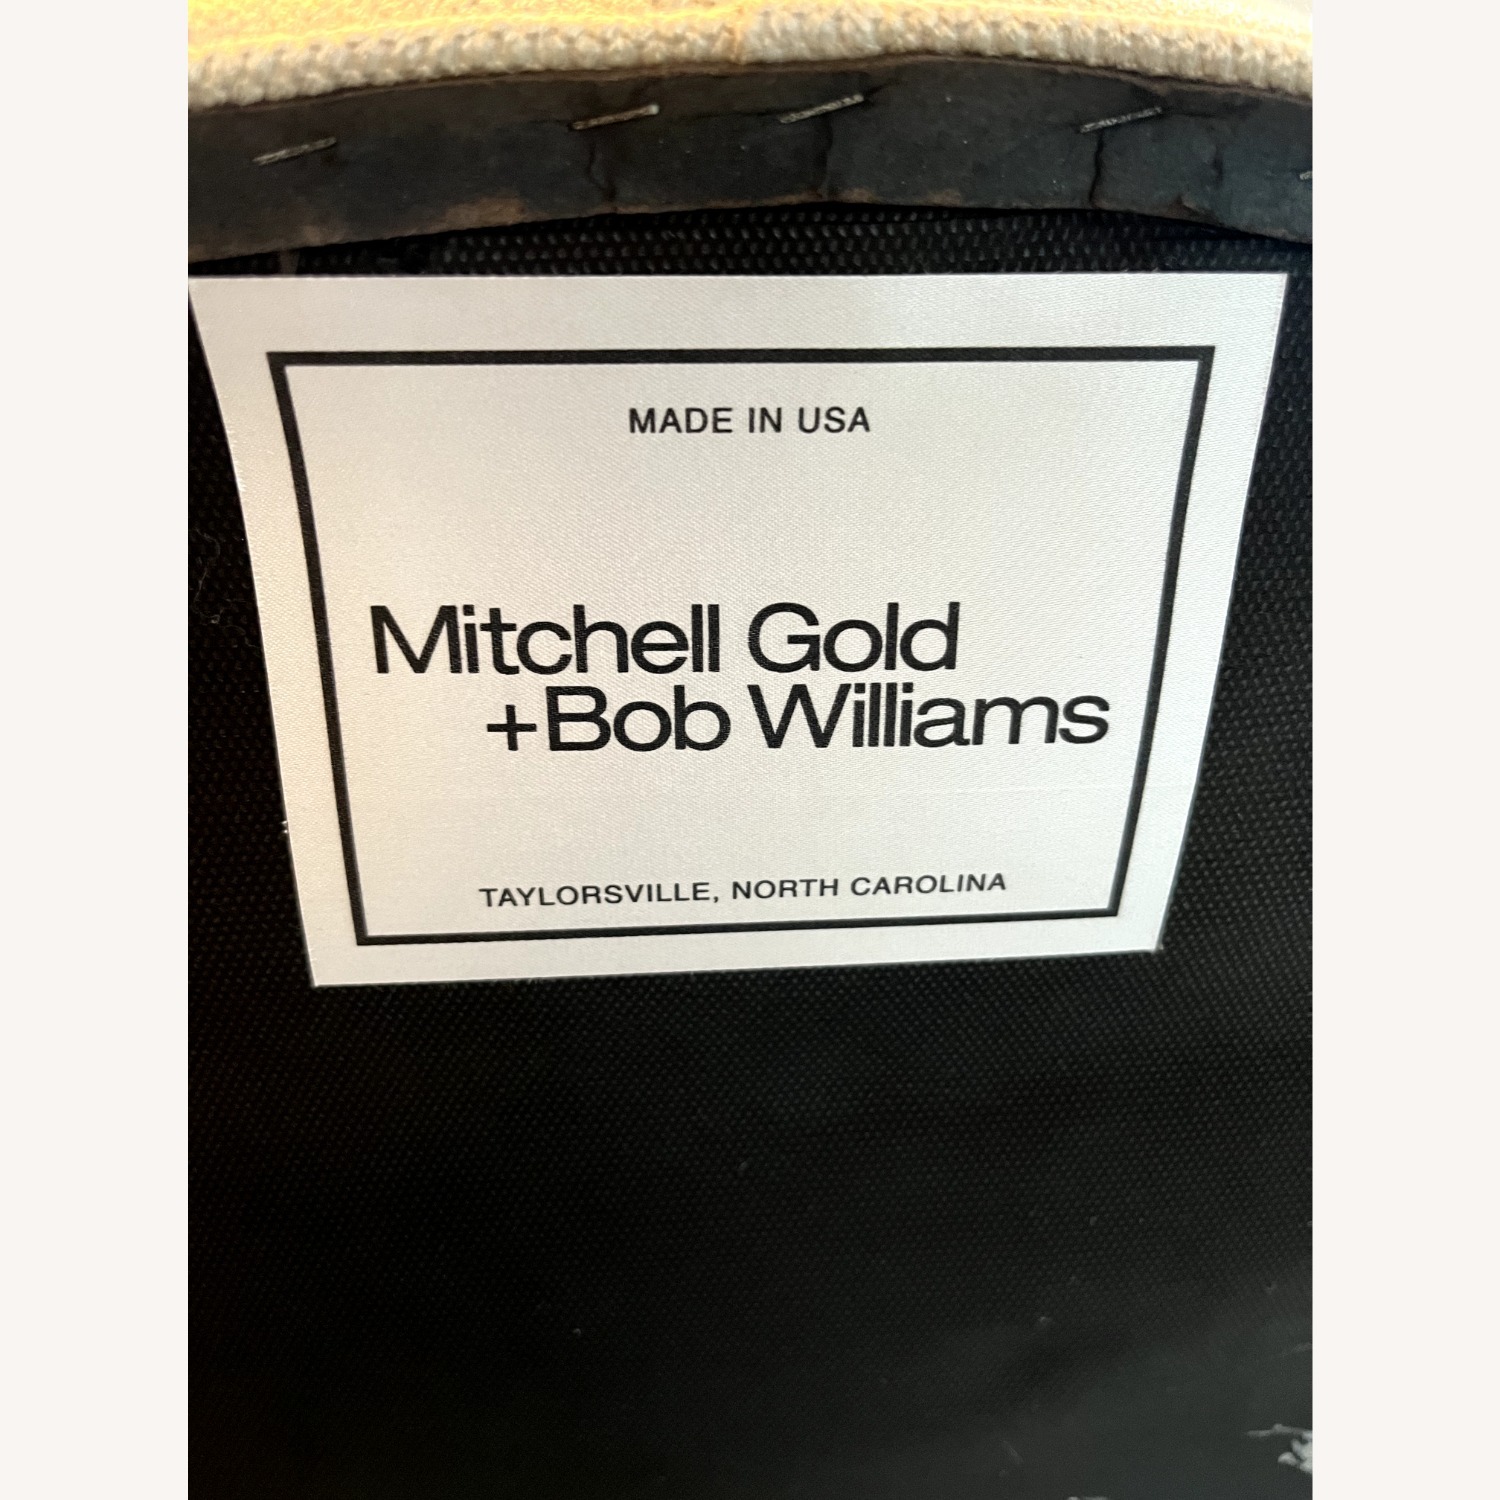 MADE IN USA
Mitchell Gold
+Bob Williams
TAYLORSVILLE, NORTH CAROLINA